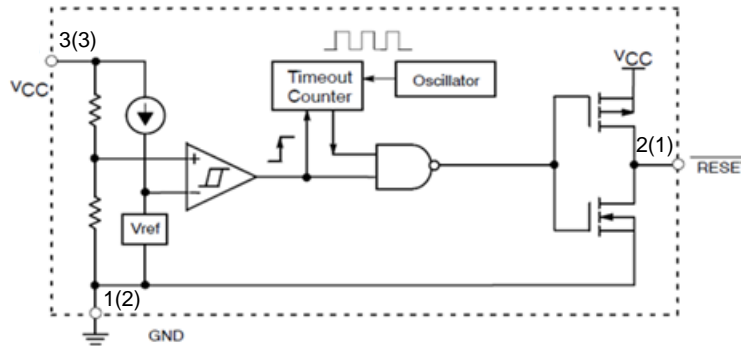 3(3)
VCC
Timeout
Counter
Oscillator
VCC
2(1)
RESE
+
−
Vref
1(2)
GND